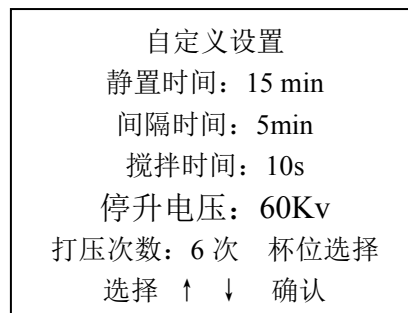 自定义设置
静置时间：15 min
间隔时间：5min
搅拌时间：10s
停升电压：60Kv
打压次数：6 次 杯位选择
选择 ↑ ↓ 确认